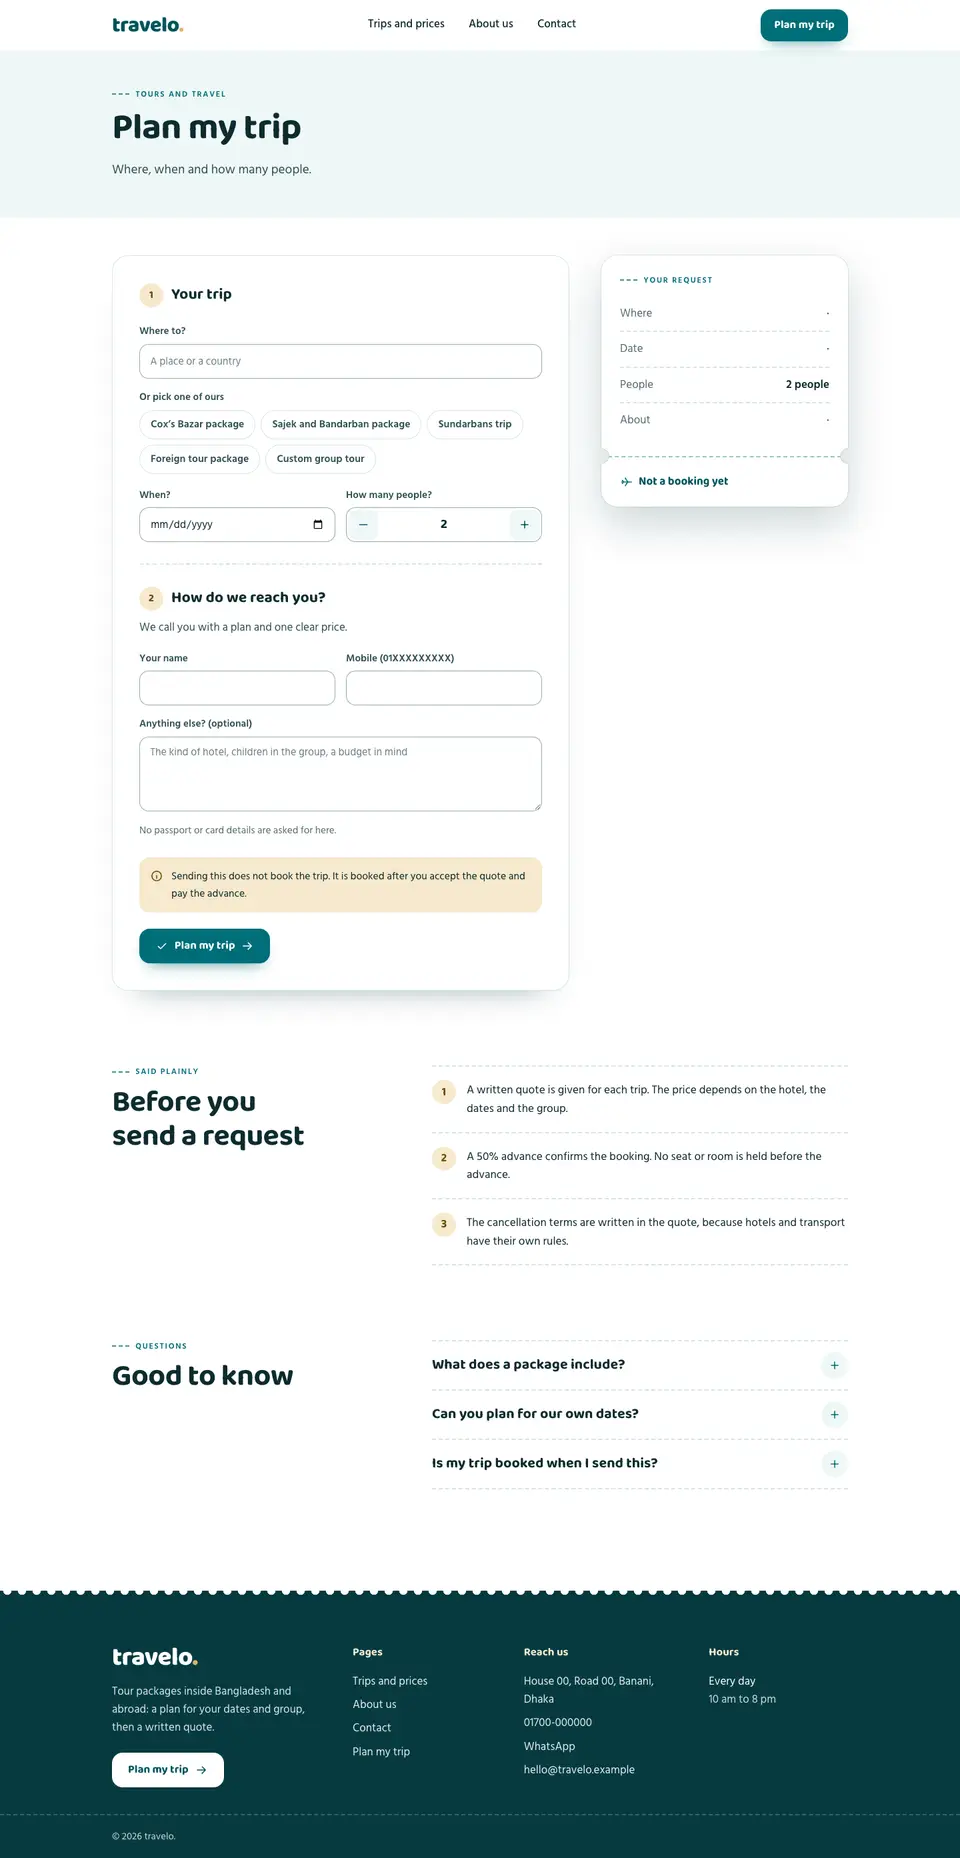 travelo.
Trips and prices
About us
Contact
Plan my trip
TOURS AND TRAVEL
Plan my trip
Where, when and how many people.
1
Your trip
Where to?
A place or a country
Or pick one of ours
Cox's Bazar package
Sajek and Bandarban package
Sundarbans trip
Foreign tour package
Custom group tour
When?
mm/dd/yyyy
How many people?
− 2 +
2
How do we reach you?
We call you with a plan and one clear price.
Your name
Mobile (01XXXXXXXXX)
Anything else? (optional)
The kind of hotel, children in the group, a budget in mind
No passport or card details are asked for here.
Sending this does not book the trip. It is booked after you accept the quote and
pay the advance.
Plan my trip
YOUR REQUEST
Where ·
Date ·
People 2 people
About ·
Not a booking yet
SAID PLAINLY
Before you
send a request
1
A written quote is given for each trip. The price depends on the hotel, the
dates and the group.
2
A 50% advance confirms the booking. No seat or room is held before the
advance.
3
The cancellation terms are written in the quote, because hotels and transport
have their own rules.
QUESTIONS
Good to know
What does a package include? +
Can you plan for our own dates? +
Is my trip booked when I send this? +
travelo.
Tour packages inside Bangladesh and
abroad: a plan for your dates and group,
then a written quote.
Plan my trip
Pages
Trips and prices
About us
Contact
Plan my trip
Reach us
House 00, Road 00, Banani,
Dhaka
01700-000000
WhatsApp
hello@travelo.example
Hours
Every day
10 am to 8 pm
© 2026 travelo.